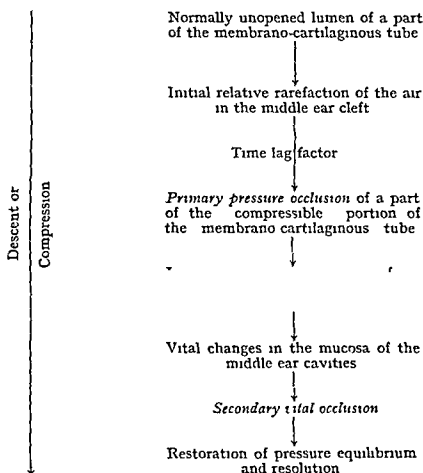 Normally unopened lumen of a part
of the membrano-cartilaginous tube
Initial relative rarefaction of the air
in the middle ear cleft
Time lag factor
Primary pressure occlusion of a part
of the compressible portion of
the membrano cartilaginous tube
Vital changes in the mucosa of the
middle ear cavities
Secondary vital occlusion
Restoration of pressure equilibrium
and resolution
Descent or
Compression